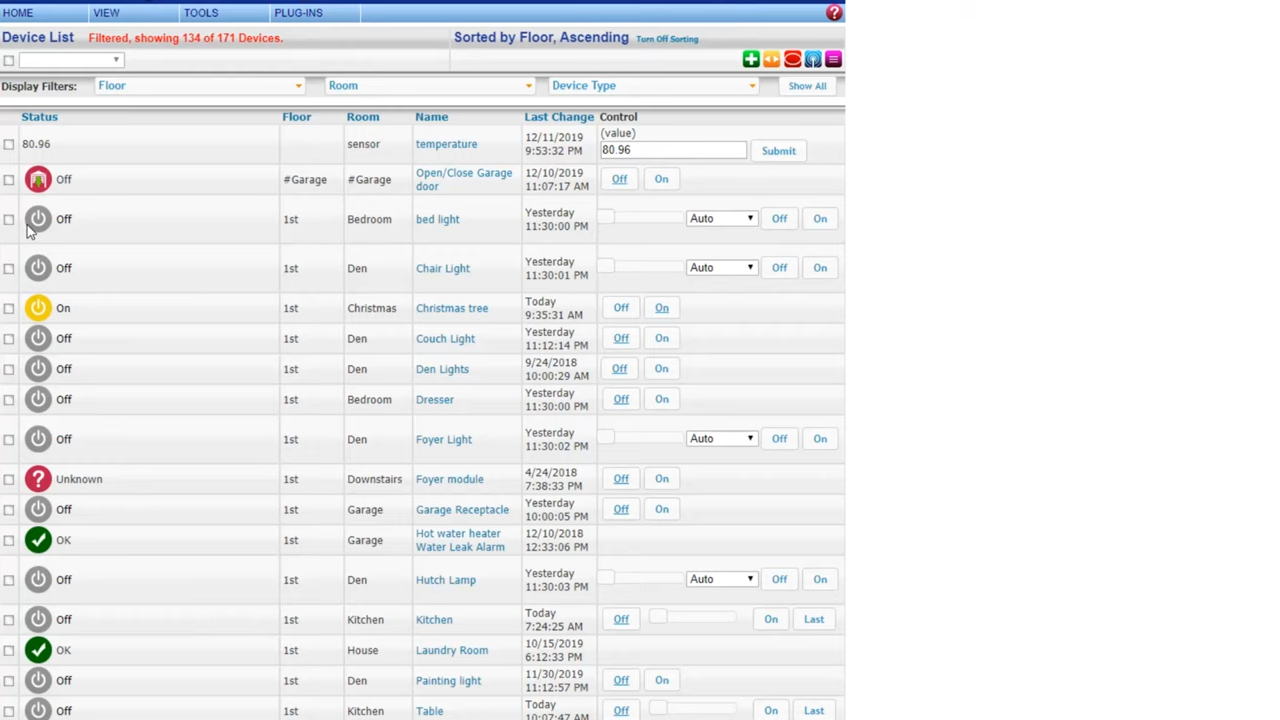 HOME VIEW TOOLS PLUG-INS ?
Device List Filtered, showing 134 of 171 Devices. Sorted by Floor, Ascending Turn Off Sorting
Display Filters: Floor Room Device Type Show All
Status Floor Room Name Last Change Control
80.96 sensor temperature 12/11/2019 9:53:32 PM (value) 80.96 Submit
Off #Garage #Garage Open/Close Garage door 12/10/2019 11:07:17 AM Off On
Off 1st Bedroom bed light Yesterday 11:30:00 PM Auto Off On
Off 1st Den Chair Light Yesterday 11:30:01 PM Auto Off On
On 1st Christmas Christmas tree Today 9:35:31 AM Off On
Off 1st Den Couch Light Yesterday 11:12:14 PM Off On
Off 1st Den Den Lights 9/24/2018 10:00:29 AM Off On
Off 1st Bedroom Dresser Yesterday 11:30:00 PM Off On
Off 1st Den Foyer Light Yesterday 11:30:02 PM Auto Off On
? Unknown 1st Downstairs Foyer module 4/24/2018 7:38:33 PM Off On
Off 1st Garage Garage Receptacle Yesterday 10:00:05 PM Off On
OK 1st Garage Hot water heater Water Leak Alarm 12/10/2018 12:33:06 PM
Off 1st Den Hutch Lamp Yesterday 11:30:03 PM Auto Off On
Off 1st Kitchen Kitchen Today 7:24:25 AM Off On Last
OK 1st House Laundry Room 10/15/2019 6:12:33 PM
Off 1st Den Painting light 11/30/2019 11:12:57 PM Off On
Off 1st Kitchen Table Today 10:07:47 AM Off On Last